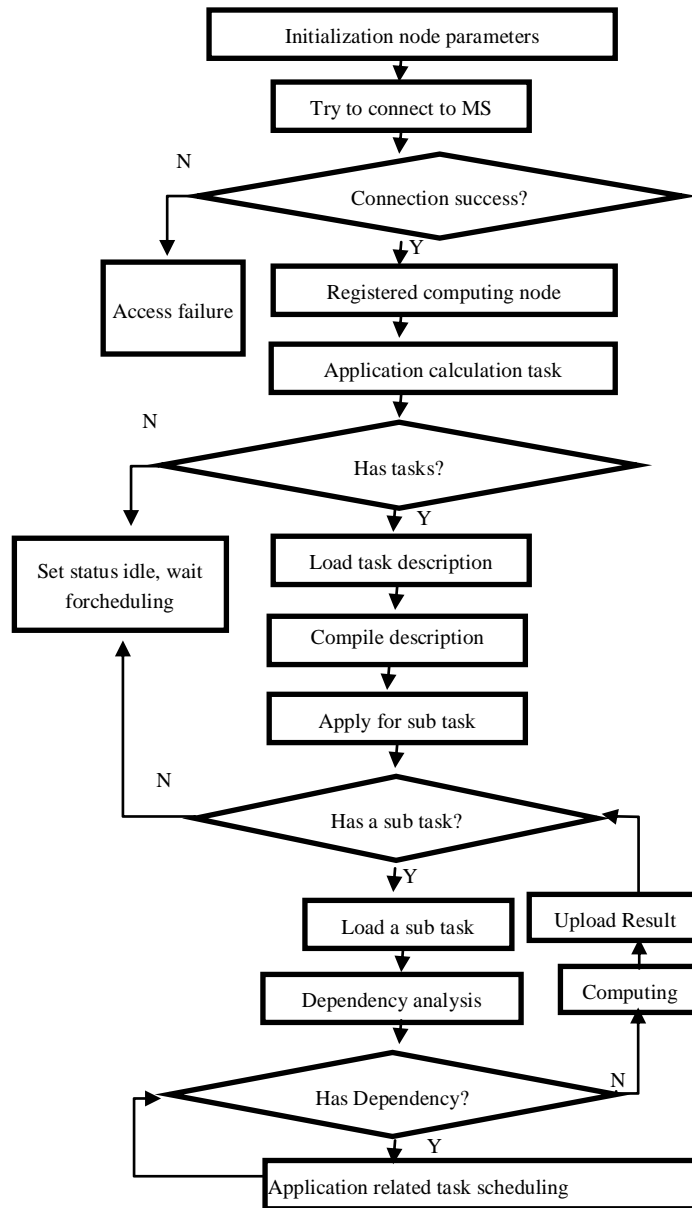 Initialization node parameters
Try to connect to MS
N
Connection success?
Y
Access failure
Registered computing node
Application calculation task
N
Has tasks?
Y
Set status idle, wait
forcheduling
Load task description
Compile description
Apply for sub task
N
Has a sub task?
Y
Load a sub task
Upload Result
Dependency analysis
Computing
Has Dependency?
N
Y
Application related task scheduling